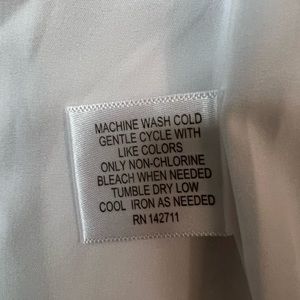 MACHINE WASH COLD
GENTLE CYCLE WITH
LIKE COLORS
ONLY NON-CHLORINE
BLEACH WHEN NEEDED
TUMBLE DRY LOW
COOL IRON AS NEEDED
RN 142711